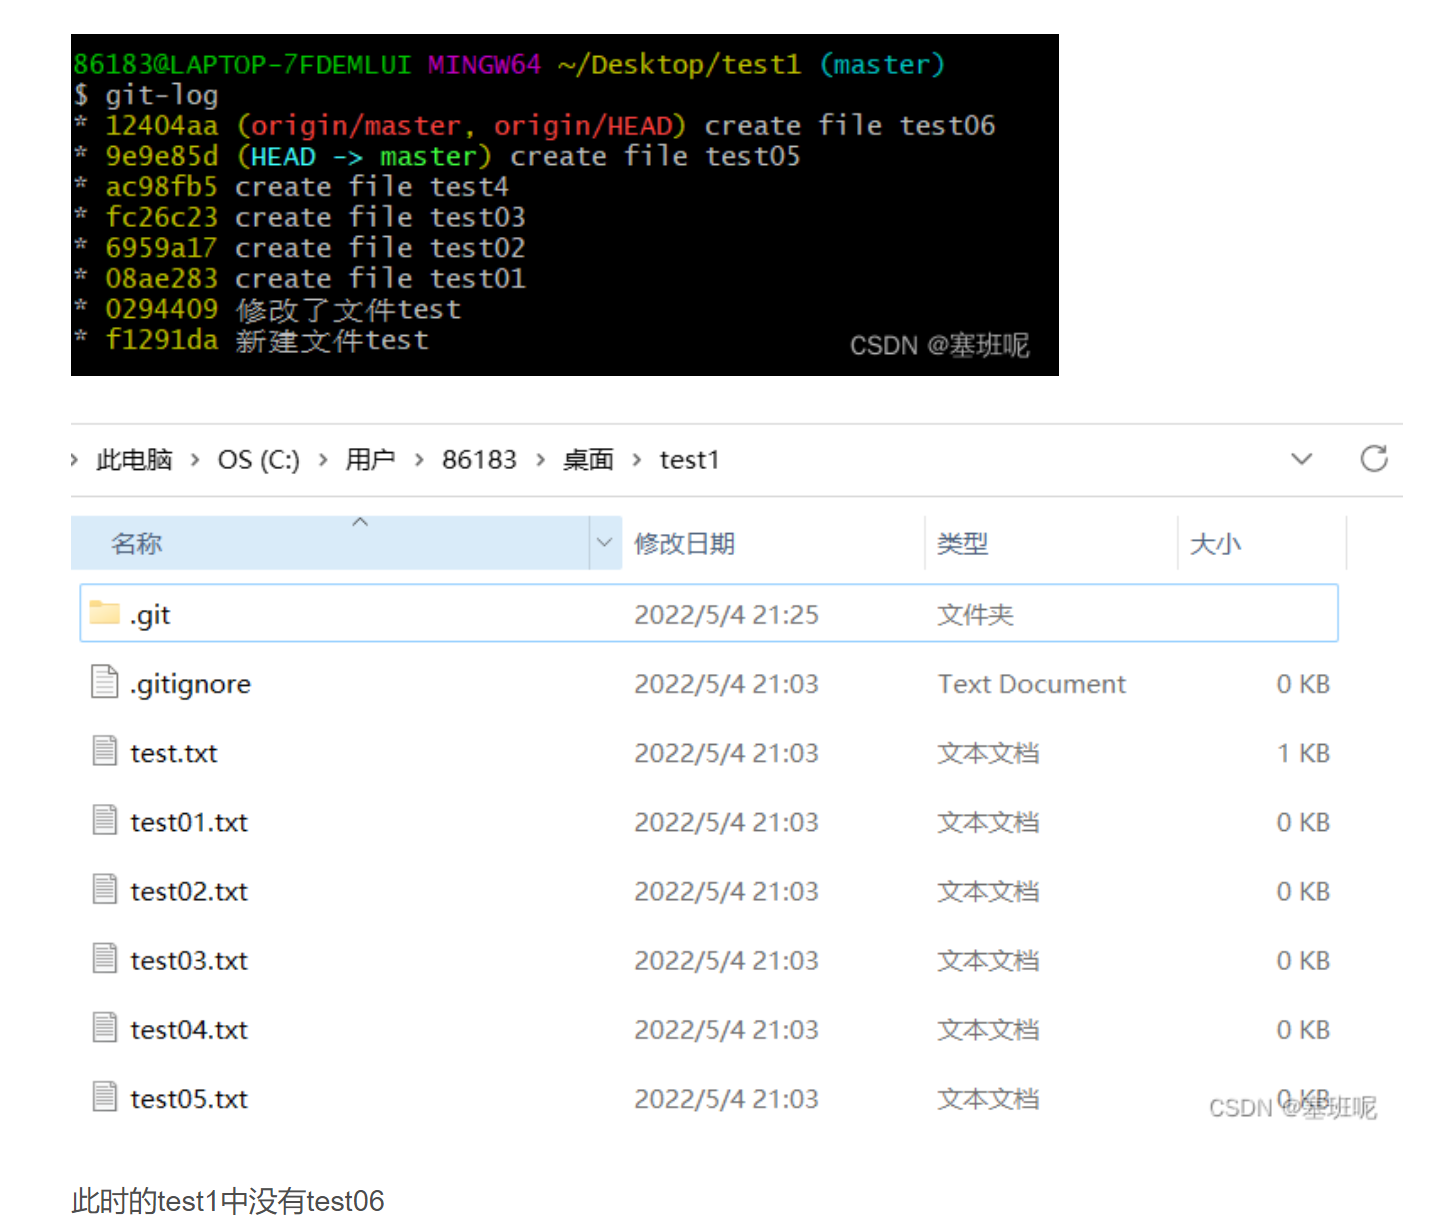 86183@LAPTOP-7FDEMLUI MINGW64 ~/Desktop/test1 (master)
$ git-log
* 12404aa (origin/master, origin/HEAD) create file test06
* 9e9e85d (HEAD -> master) create file test05
* ac98fb5 create file test4
* fc26c23 create file test03
* 6959a17 create file test02
* 08ae283 create file test01
* 0294409 修改了文件test
* f1291da 新建文件test
CSDN @塞班呢
› 此电脑 › OS (C:) › 用户 › 86183 › 桌面 › test1
名称 修改日期 类型 大小
.git 2022/5/4 21:25 文件夹
.gitignore 2022/5/4 21:03 Text Document 0 KB
test.txt 2022/5/4 21:03 文本文档 1 KB
test01.txt 2022/5/4 21:03 文本文档 0 KB
test02.txt 2022/5/4 21:03 文本文档 0 KB
test03.txt 2022/5/4 21:03 文本文档 0 KB
test04.txt 2022/5/4 21:03 文本文档 0 KB
test05.txt 2022/5/4 21:03 文本文档 0 KB
CSDN @塞班呢
此时的test1中没有test06